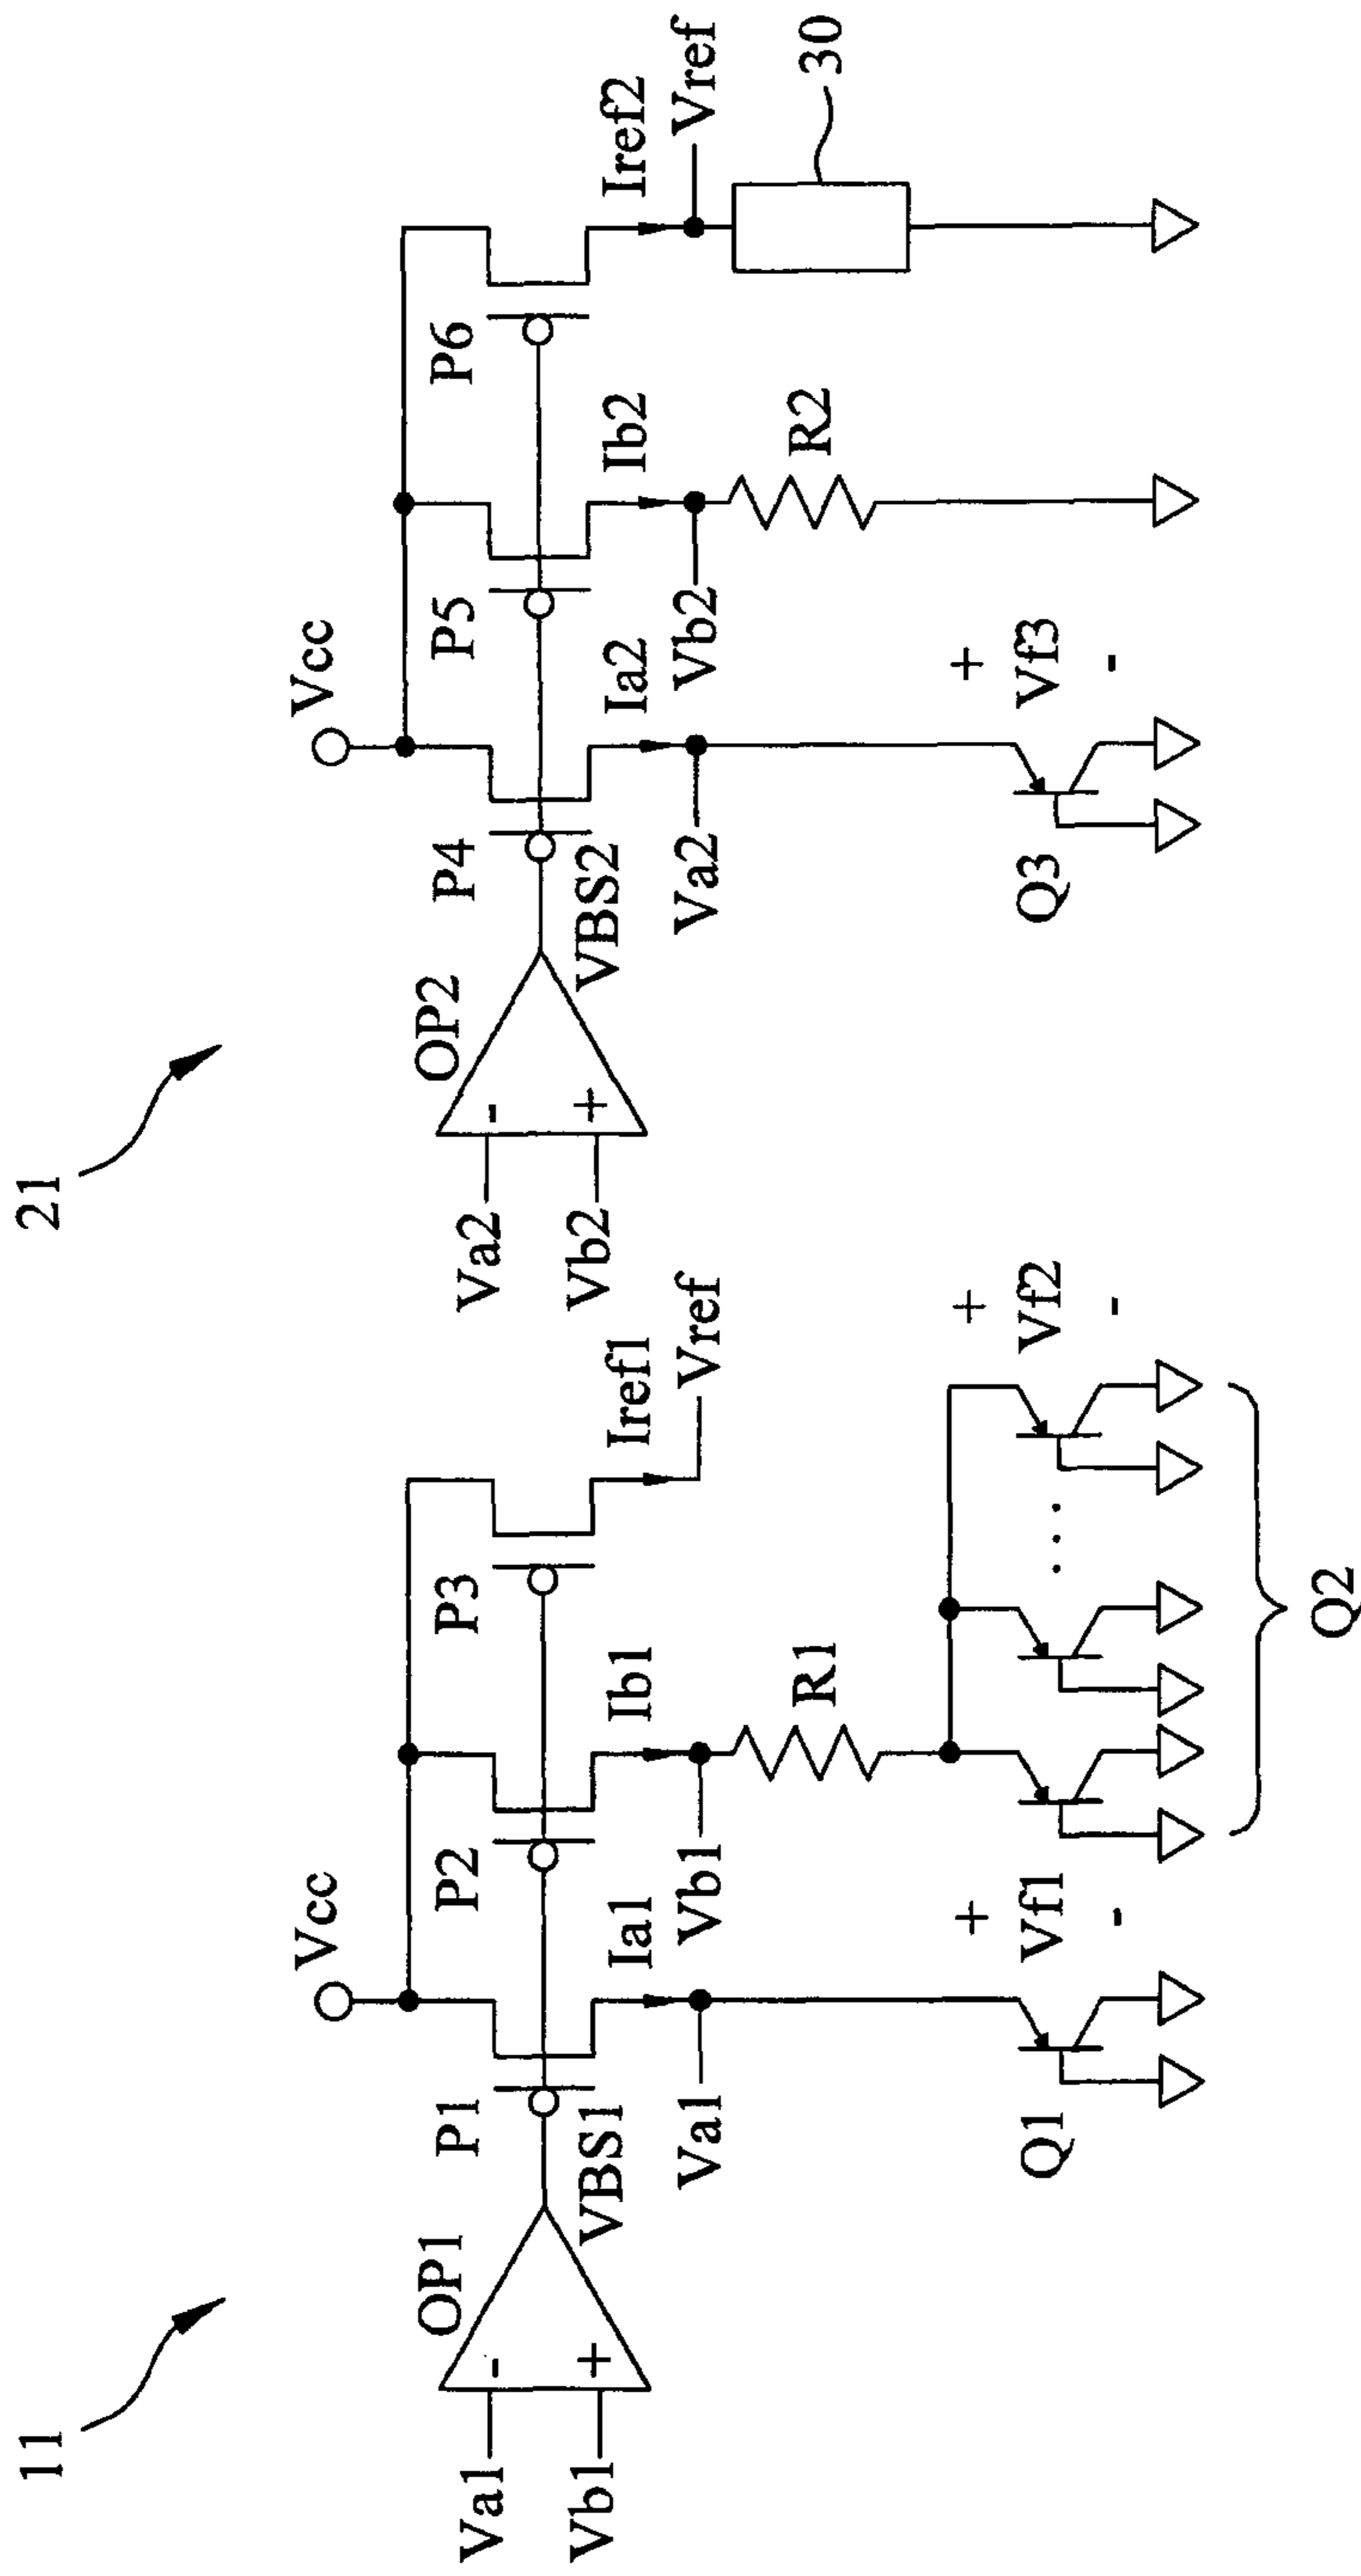 11
21
Vcc
Vcc
OP1
P1
P2
P3
OP2
P4
P5
P6
Va1
-
Vb1
+
VBS1
Ia1
Ib1
Iref1
Va2
-
Vb2
+
VBS2
Ia2
Ib2
Iref2
Va1
Vb1
Vref
Va2
Vb2
Vref
R1
R2
30
Q1
+
Vf1
-
+
Vf2
-
...
Q2
Q3
+
Vf3
-